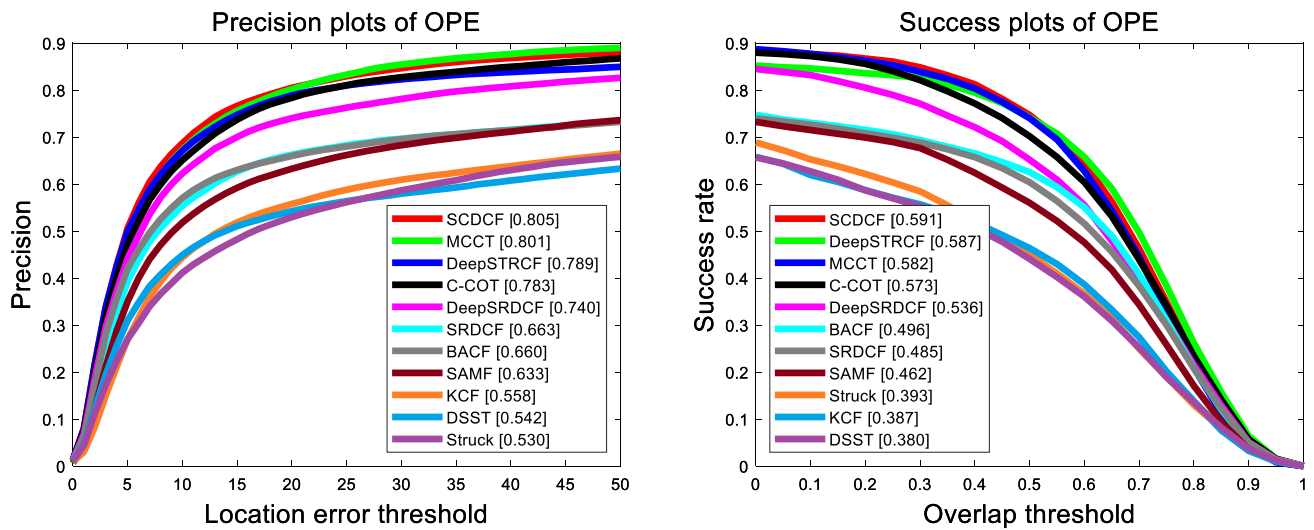 Precision plots of OPE
0.9
0.8
0.7
0.6
0.5
0.4
0.3
0.2
0.1
0
Precision
SCDCF [0.805]
MCCT [0.801]
DeepSTRCF [0.789]
C-COT [0.783]
DeepSRDCF [0.740]
SRDCF [0.663]
BACF [0.660]
SAMF [0.633]
KCF [0.558]
DSST [0.542]
Struck [0.530]
0 5 10 15 20 25 30 35 40 45 50
Location error threshold
Success plots of OPE
0.9
0.8
0.7
0.6
0.5
0.4
0.3
0.2
0.1
0
Success rate
SCDCF [0.591]
DeepSTRCF [0.587]
MCCT [0.582]
C-COT [0.573]
DeepSRDCF [0.536]
BACF [0.496]
SRDCF [0.485]
SAMF [0.462]
Struck [0.393]
KCF [0.387]
DSST [0.380]
0 0.1 0.2 0.3 0.4 0.5 0.6 0.7 0.8 0.9 1
Overlap threshold